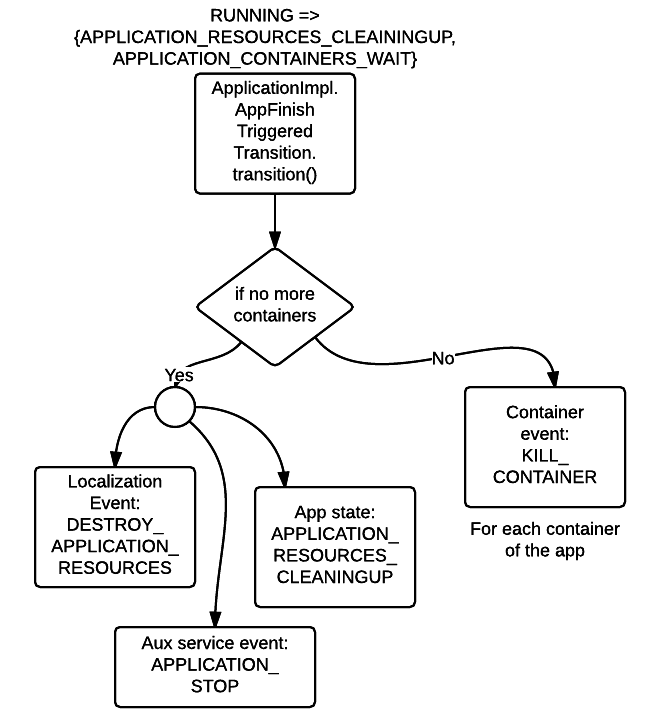 RUNNING =>
{APPLICATION_RESOURCES_CLEAININGUP,
APPLICATION_CONTAINERS_WAIT}
ApplicationImpl.
AppFinish
Triggered
Transition.
transition()
if no more
containers
Yes
No
Container
event:
KILL_
CONTAINER
For each container
of the app
Localization
Event:
DESTROY_
APPLICATION_
RESOURCES
App state:
APPLICATION_
RESOURCES_
CLEANINGUP
Aux service event:
APPLICATION_
STOP